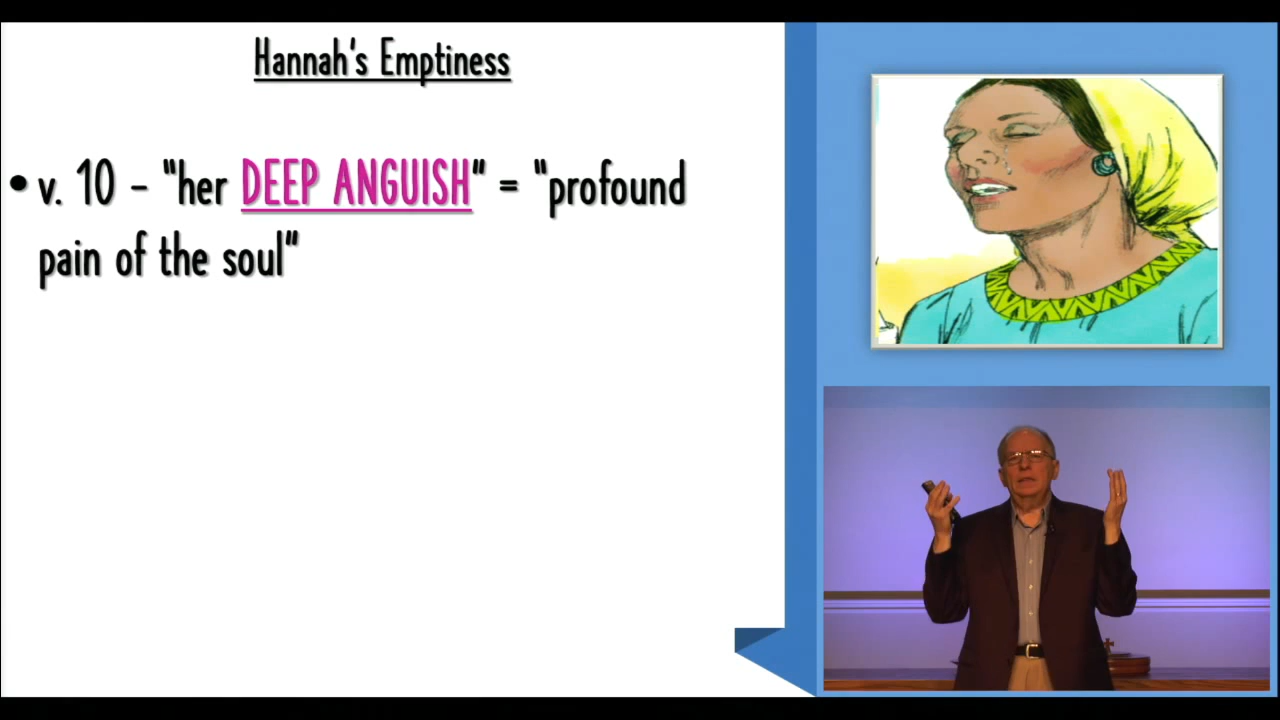 Hannah's Emptiness
• v. 10 – "her DEEP ANGUISH" = "profound
pain of the soul"